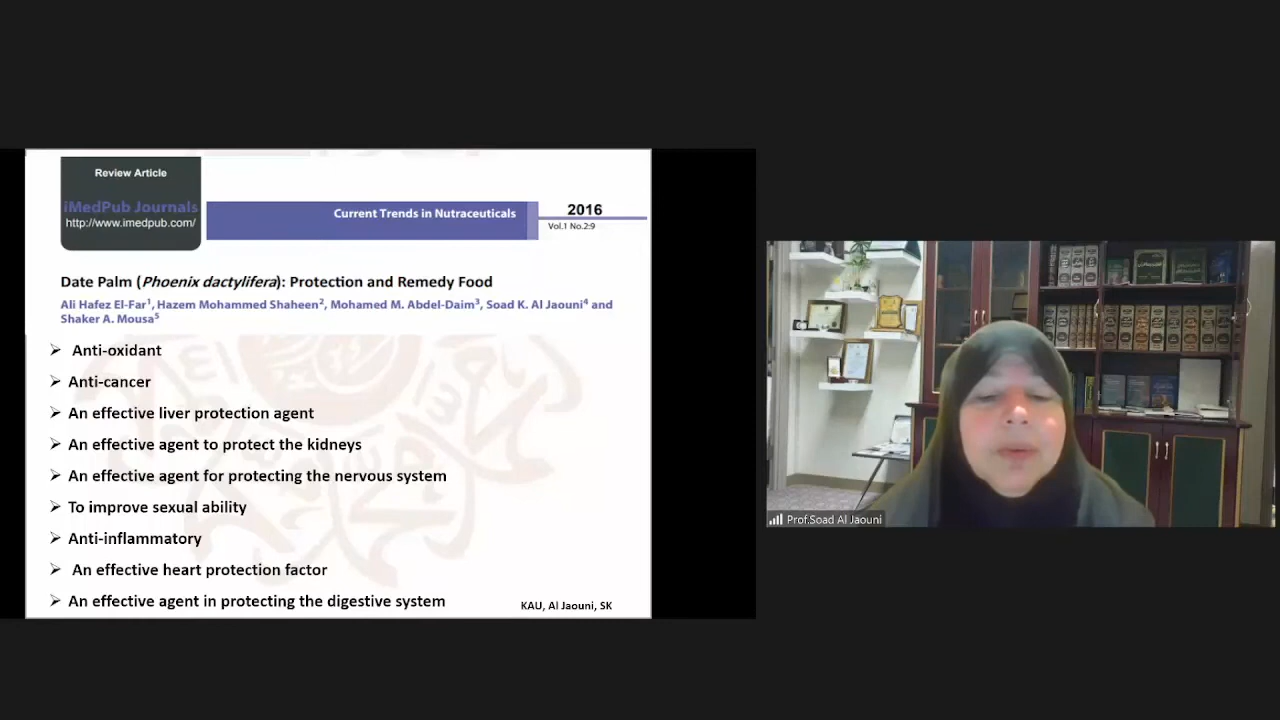 Review Article
iMedPub Journals
http://www.imedpub.com/
Current Trends in Nutraceuticals
2016
Vol.1 No.2:9
Date Palm (Phoenix dactylifera): Protection and Remedy Food
Ali Hafez El-Far1, Hazem Mohammed Shaheen2, Mohamed M. Abdel-Daim3, Soad K. Al Jaouni4 and
Shaker A. Mousa5
➢ Anti-oxidant
➢ Anti-cancer
➢ An effective liver protection agent
➢ An effective agent to protect the kidneys
➢ An effective agent for protecting the nervous system
➢ To improve sexual ability
➢ Anti-inflammatory
➢ An effective heart protection factor
➢ An effective agent in protecting the digestive system
KAU, Al Jaouni, SK
Prof.Soad Al Jaouni